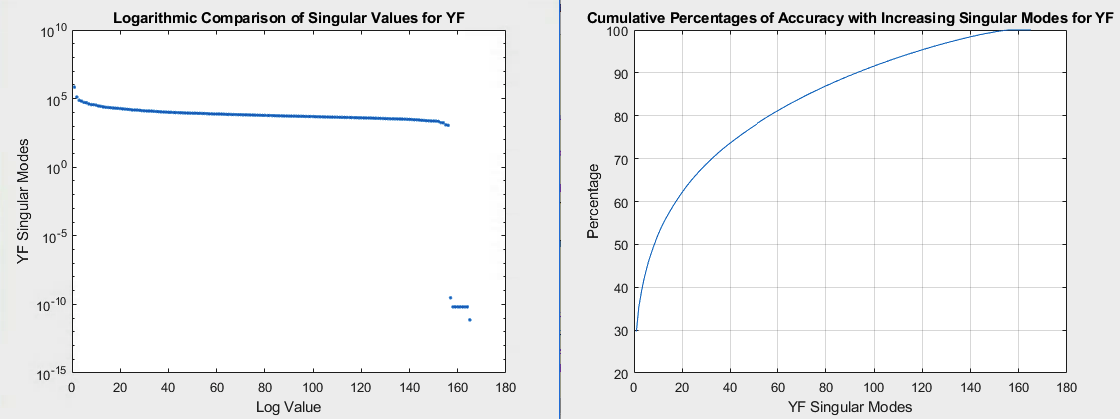 Logarithmic Comparison of Singular Values for YF
10^10
10^5
10^0
10^-5
10^-10
10^-15
YF Singular Modes
0 20 40 60 80 100 120 140 160 180
Log Value
Cumulative Percentages of Accuracy with Increasing Singular Modes for YF
100
90
80
70
60
50
40
30
20
Percentage
0 20 40 60 80 100 120 140 160 180
YF Singular Modes